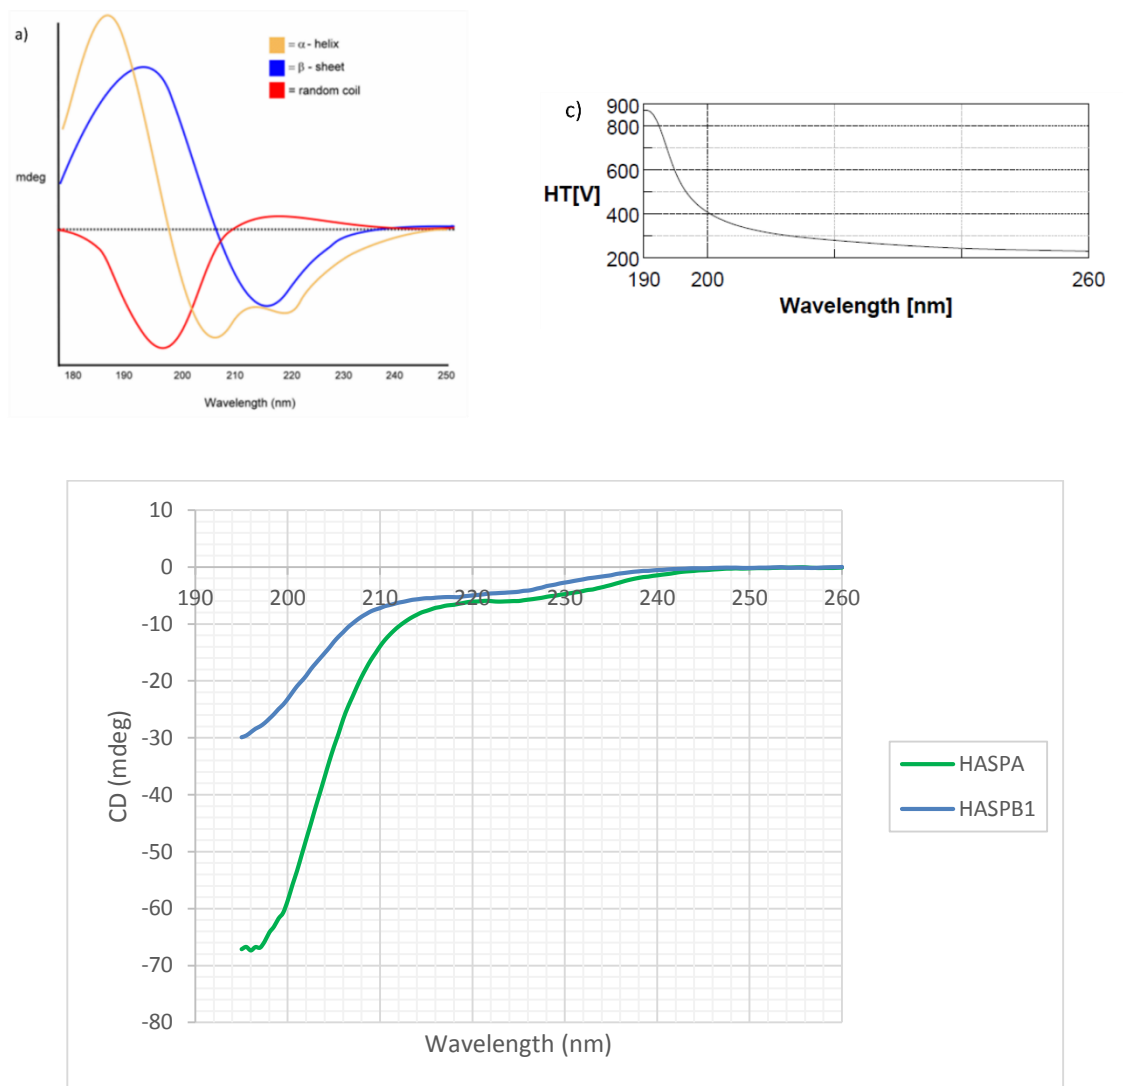 a)
= α - helix
= β - sheet
= random coil
mdeg
180 190 200 210 220 230 240 250
Wavelength (nm)
c)
900
800
600
HT[V]
400
200
190 200 260
Wavelength [nm]
10
0
190 200 210 220 230 240 250 260
-10
-20
-30
-40
-50
-60
-70
-80
CD (mdeg)
Wavelength (nm)
HASPA
HASPB1